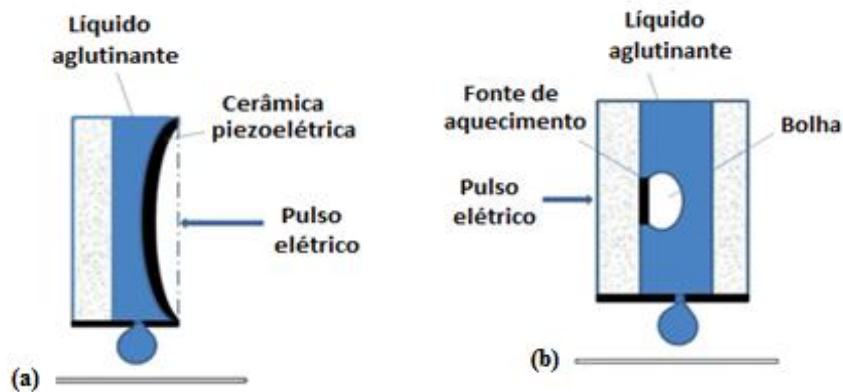 Líquido
aglutinante
Cerâmica
piezoelétrica
Pulso
elétrico
(a)
Líquido
aglutinante
Fonte de
aquecimento
Bolha
Pulso
elétrico
(b)